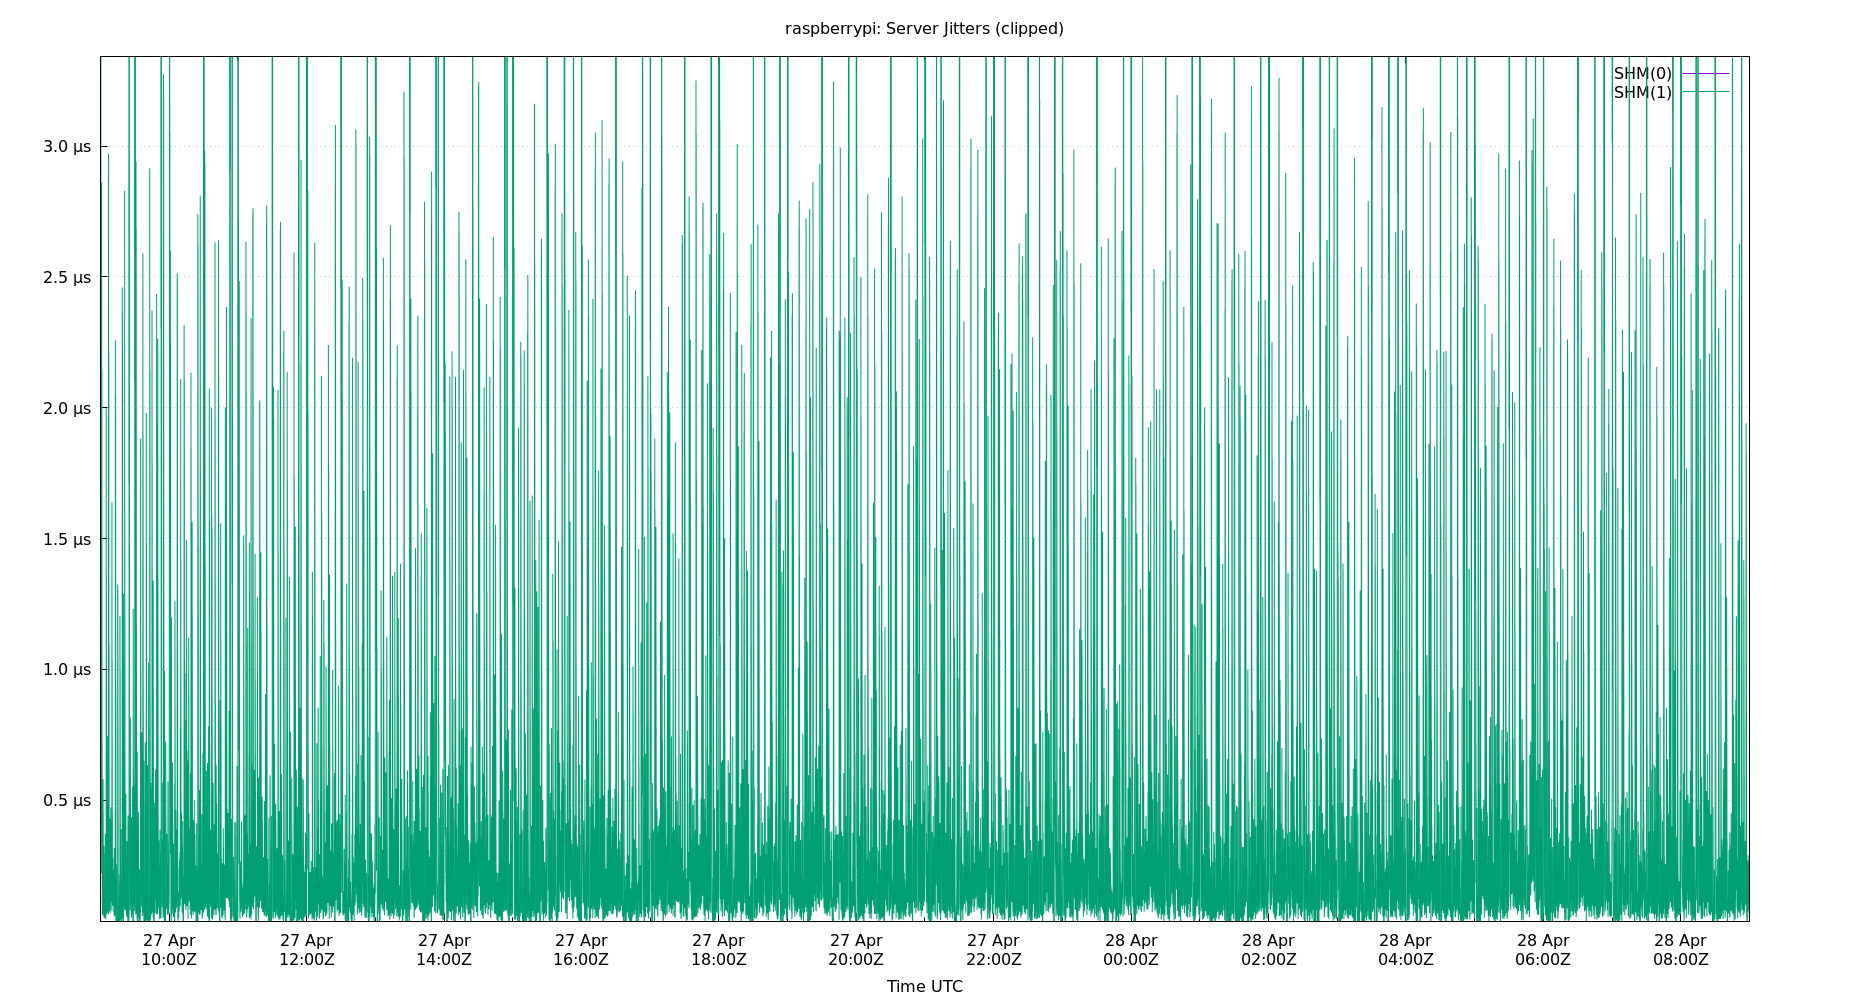 raspberrypi: Server Jitters (clipped)
SHM(0)
SHM(1)
3.0 µs
2.5 µs
2.0 µs
1.5 µs
1.0 µs
0.5 µs
27 Apr 27 Apr 27 Apr 27 Apr 27 Apr 27 Apr 27 Apr 28 Apr 28 Apr 28 Apr 28 Apr 28 Apr
10:00Z 12:00Z 14:00Z 16:00Z 18:00Z 20:00Z 22:00Z 00:00Z 02:00Z 04:00Z 06:00Z 08:00Z
Time UTC